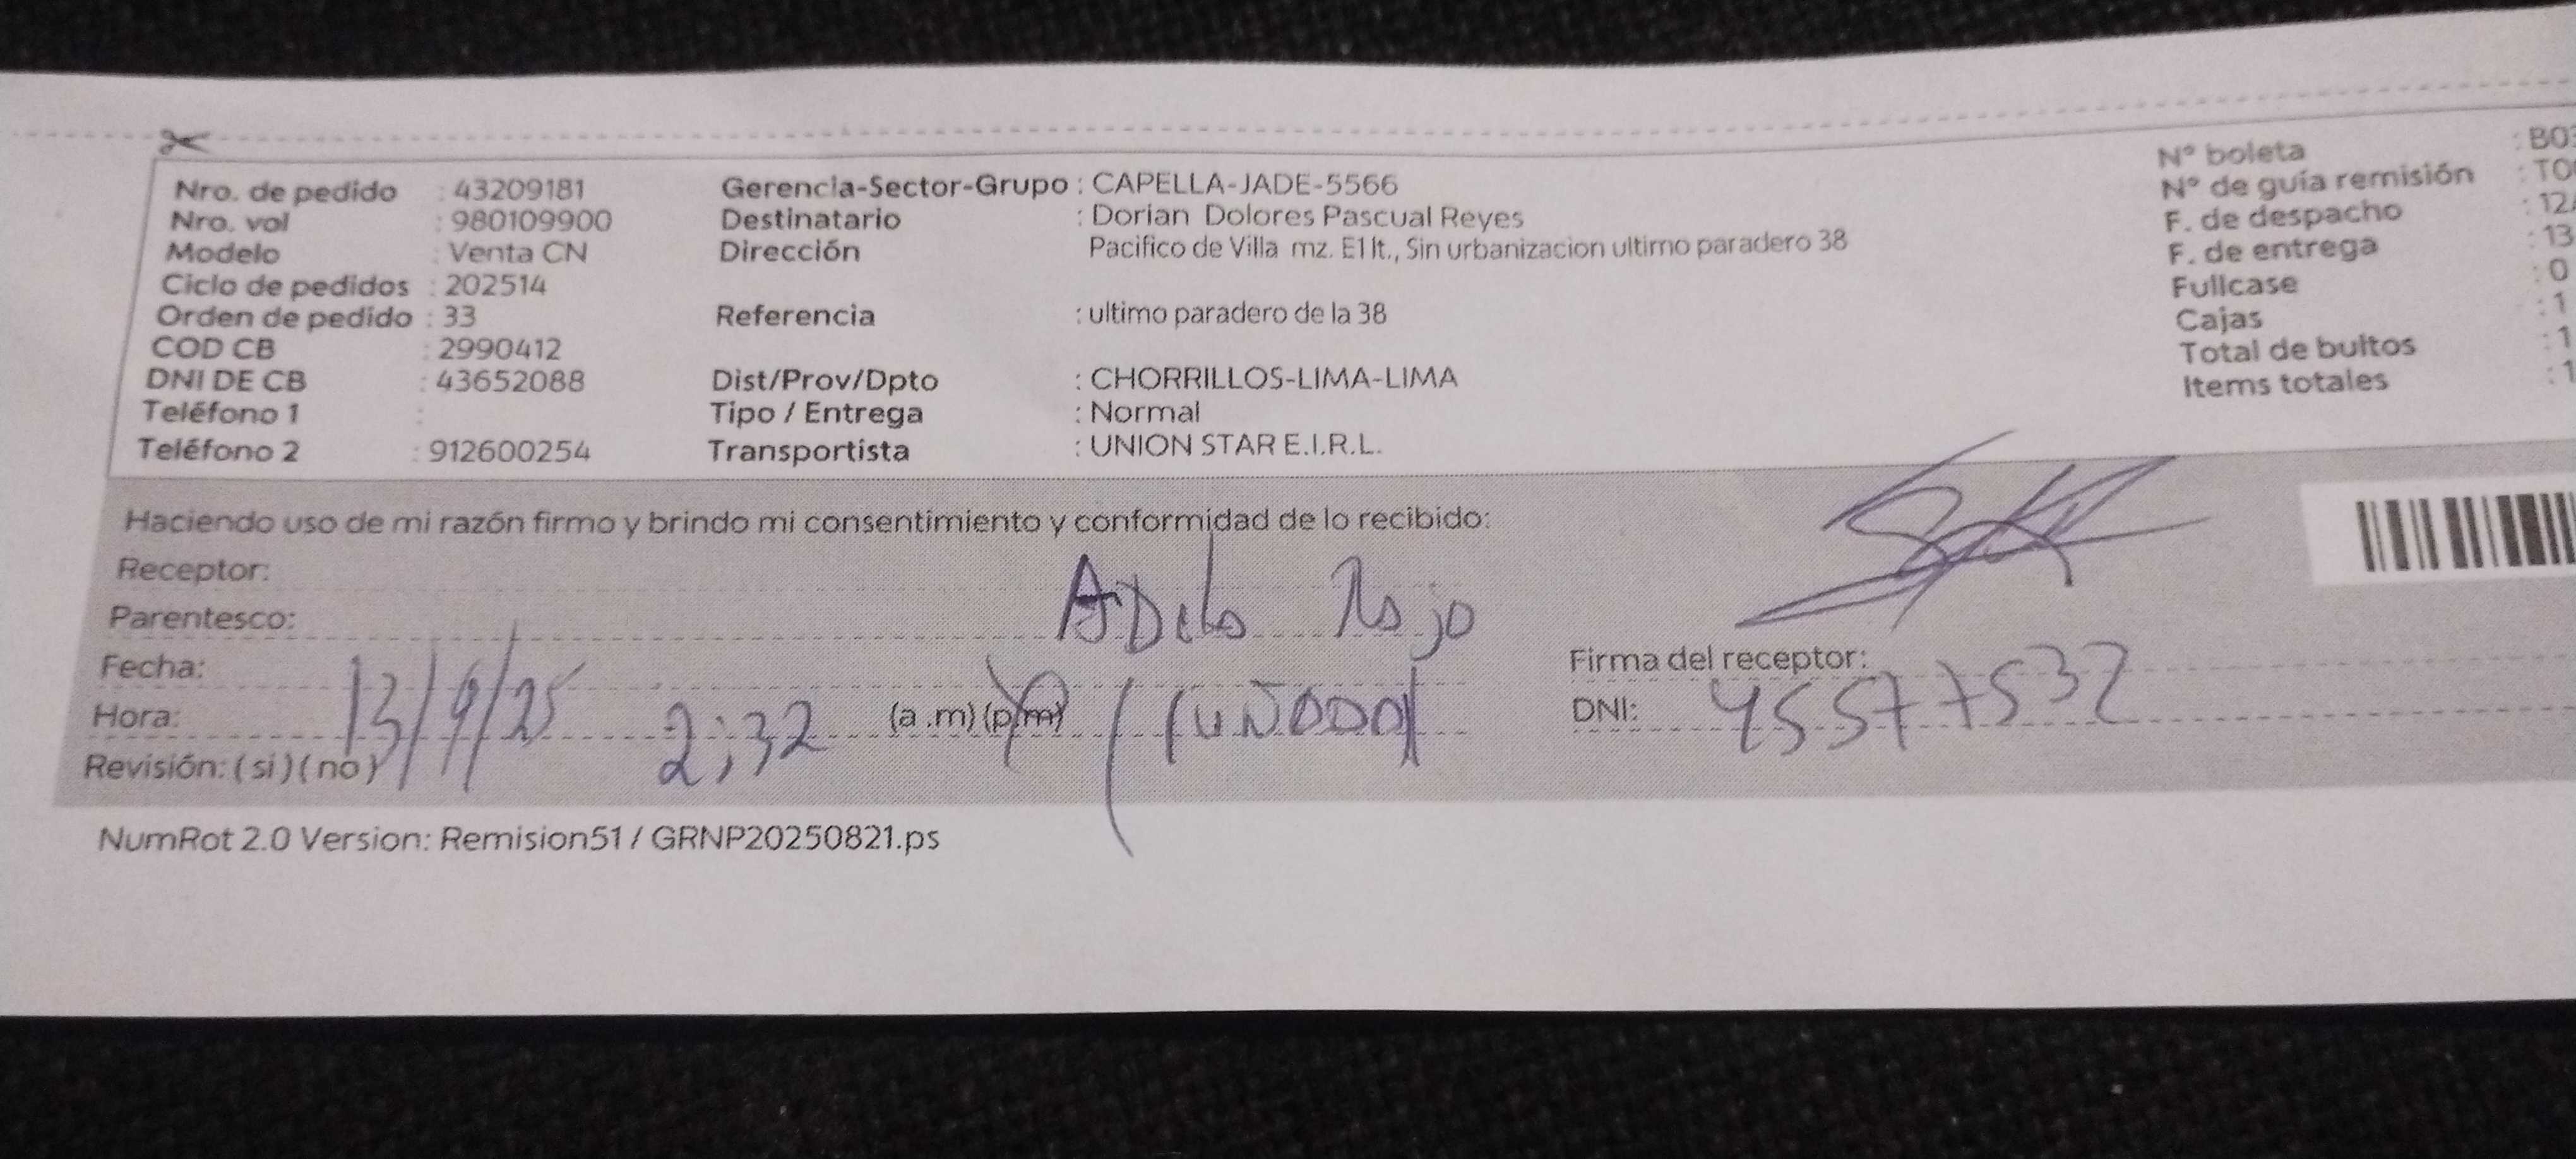 Nro. de pedido : 43209181
Nro. vol : 980109900
Modelo : Venta CN
Ciclo de pedidos : 202514
Orden de pedido : 33
COD CB : 2990412
DNI DE CB : 43652088
Teléfono 1 :
Teléfono 2 : 912600254
Gerencia-Sector-Grupo : CAPELLA-JADE-5566
Destinatario : Dorian Dolores Pascual Reyes
Dirección Pacifico de Villa mz. E1 lt., Sin urbanizacion ultimo paradero 38
Referencia : ultimo paradero de la 38
Dist/Prov/Dpto : CHORRILLOS-LIMA-LIMA
Tipo / Entrega : Normal
Transportista : UNION STAR E.I.R.L.
N° boleta : B03
N° de guía remisión : T0
F. de despacho : 12
F. de entrega : 13
Fullcase : 0
Cajas : 1
Total de bultos : 1
Items totales : 1
Haciendo uso de mi razón firmo y brindo mi consentimiento y conformidad de lo recibido:
Receptor:
Parentesco: Rojo
Fecha: 13/9/25
Hora: 2;32 (a .m) (p.m) (cuñada)
Revisión: ( si ) ( no )
Firma del receptor:
DNI: 45577532
NumRot 2.0 Version: Remision51 / GRNP20250821.ps